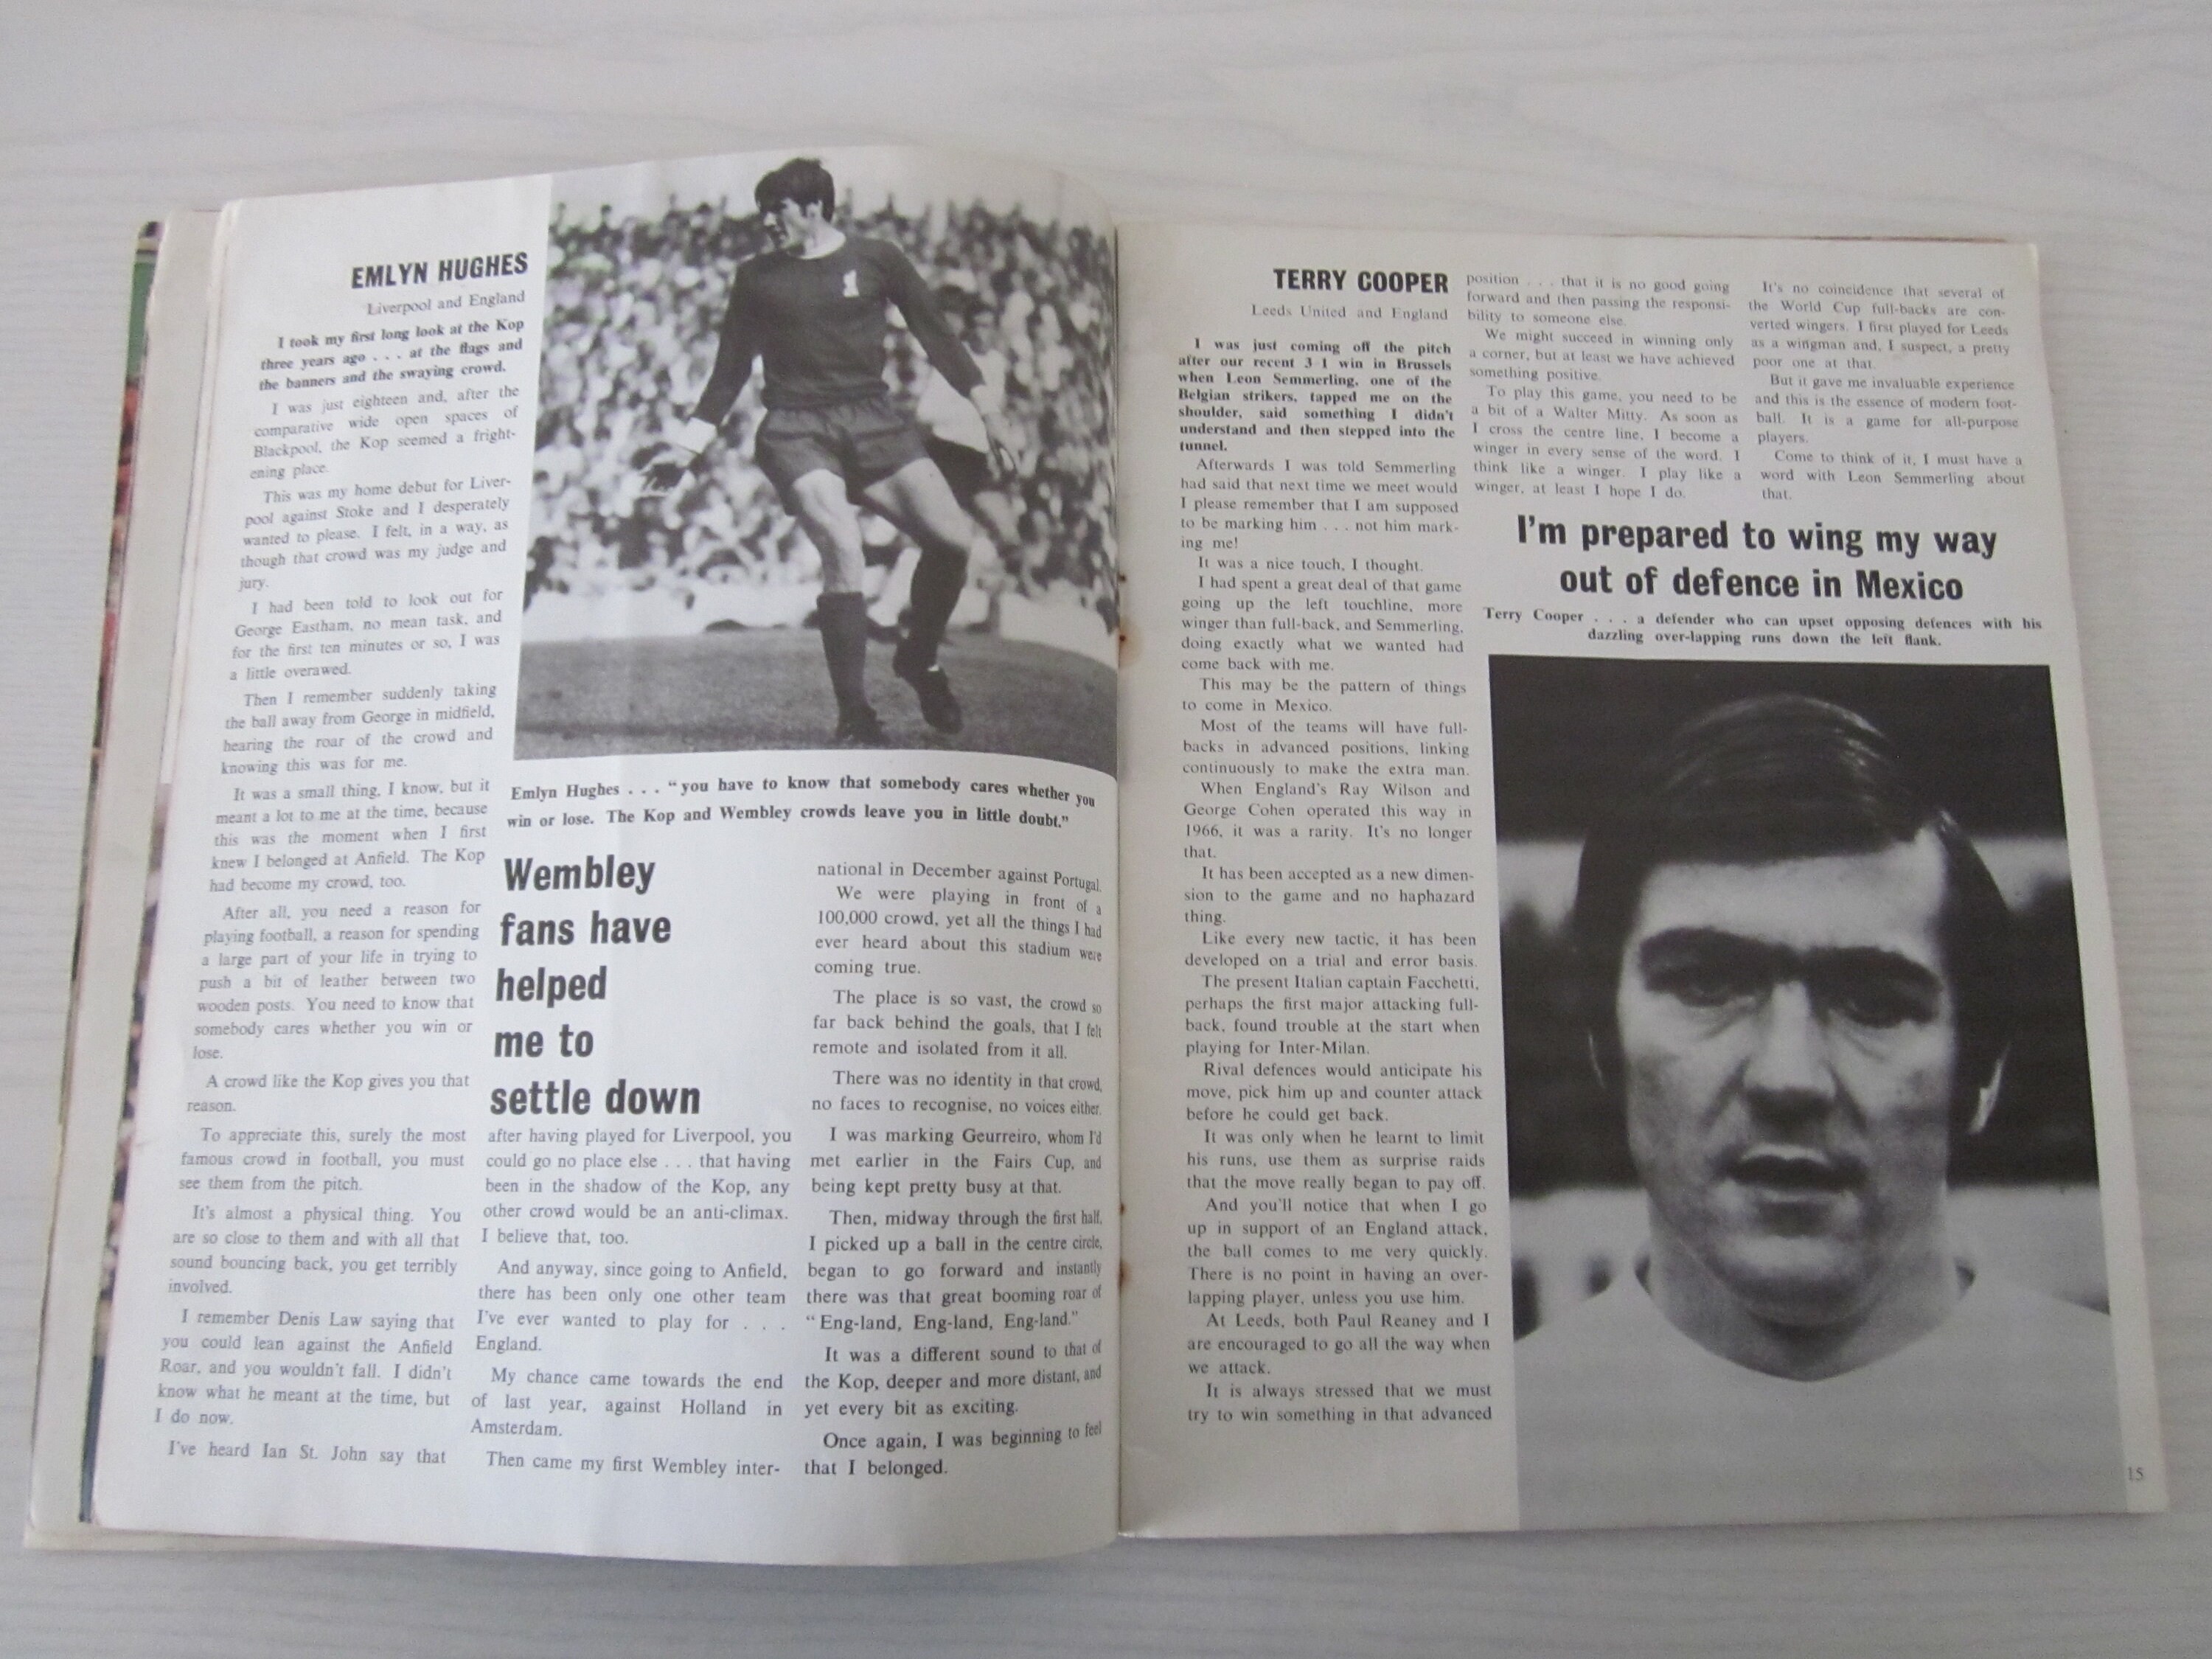 EMLYN HUGHES
Liverpool and England
I took my first long look at the Kop
three years ago . . . at the flags and
the banners and the swaying crowd.
I was just eighteen and, after the
comparative wide open spaces of
Blackpool, the Kop seemed a fright-
ening place.
This was my home debut for Liver-
pool against Stoke and I desperately
wanted to please. I felt, in a way, as
though that crowd was my judge and
jury.
I had been told to look out for
George Eastham, no mean task, and
for the first ten minutes or so, I was
a little overawed.
Then I remember suddenly taking
the ball away from George in midfield,
hearing the roar of the crowd and
knowing this was for me.
It was a small thing, I know, but it
meant a lot to me at the time, because
this was the moment when I first
knew I belonged at Anfield. The Kop
had become my crowd, too.
After all, you need a reason for
playing football, a reason for spending
a large part of your life in trying to
push a bit of leather between two
wooden posts. You need to know that
somebody cares whether you win or
lose.
A crowd like the Kop gives you that
reason.
To appreciate this, surely the most
famous crowd in football, you must
see them from the pitch.
It's almost a physical thing. You
are so close to them and with all that
sound bouncing back, you get terribly
involved.
I remember Denis Law saying that
you could lean against the Anfield
Roar, and you wouldn't fall. I didn't
know what he meant at the time, but
I do now.
I've heard Ian St. John say that
Emlyn Hughes . . . "you have to know that somebody cares whether you
win or lose. The Kop and Wembley crowds leave you in little doubt."
Wembley
fans have
helped
me to
settle down
after having played for Liverpool, you
could go no place else . . . that having
been in the shadow of the Kop, any
other crowd would be an anti-climax.
I believe that, too.
And anyway, since going to Anfield,
there has been only one other team
I've ever wanted to play for . . .
England.
My chance came towards the end
of last year, against Holland in
Amsterdam.
Then came my first Wembley inter-
national in December against Portugal.
We were playing in front of a
100,000 crowd, yet all the things I had
ever heard about this stadium were
coming true.
The place is so vast, the crowd so
far back behind the goals, that I felt
remote and isolated from it all.
There was no identity in that crowd,
no faces to recognise, no voices either.
I was marking Geurreiro, whom I'd
met earlier in the Fairs Cup, and
being kept pretty busy at that.
Then, midway through the first half,
I picked up a ball in the centre circle,
began to go forward and instantly
there was that great booming roar of
"Eng-land, Eng-land, Eng-land."
It was a different sound to that of
the Kop, deeper and more distant, and
yet every bit as exciting.
Once again, I was beginning to feel
that I belonged.
TERRY COOPER
Leeds United and England
I was just coming off the pitch
after our recent 3-1 win in Brussels
when Leon Semmerling, one of the
Belgian strikers, tapped me on the
shoulder, said something I didn't
understand and then stepped into the
tunnel.
Afterwards I was told Semmerling
had said that next time we meet would
I please remember that I am supposed
to be marking him . . . not him mark-
ing me!
It was a nice touch, I thought.
I had spent a great deal of that game
going up the left touchline, more
winger than full-back, and Semmerling,
doing exactly what we wanted had
come back with me.
This may be the pattern of things
to come in Mexico.
Most of the teams will have full-
backs in advanced positions, linking
continuously to make the extra man.
When England's Ray Wilson and
George Cohen operated this way in
1966, it was a rarity. It's no longer
that.
It has been accepted as a new dimen-
sion to the game and no haphazard
thing.
Like every new tactic, it has been
developed on a trial and error basis.
The present Italian captain Facchetti,
perhaps the first major attacking full-
back, found trouble at the start when
playing for Inter-Milan.
Rival defences would anticipate his
move, pick him up and counter attack
before he could get back.
It was only when he learnt to limit
his runs, use them as surprise raids
that the move really began to pay off.
And you'll notice that when I go
up in support of an England attack,
the ball comes to me very quickly.
There is no point in having an over-
lapping player, unless you use him.
At Leeds, both Paul Reaney and I
are encouraged to go all the way when
we attack.
It is always stressed that we must
try to win something in that advanced
position . . . that it is no good going
forward and then passing the responsi-
bility to someone else.
We might succeed in winning only
a corner, but at least we have achieved
something positive.
To play this game, you need to be
a bit of a Walter Mitty. As soon as
I cross the centre line, I become a
winger in every sense of the word. I
think like a winger. I play like a
winger, at least I hope I do.
It's no coincidence that several of
the World Cup full-backs are con-
verted wingers. I first played for Leeds
as a wingman and, I suspect, a pretty
poor one at that.
But it gave me invaluable experience
and this is the essence of modern foot-
ball. It is a game for all-purpose
players.
Come to think of it, I must have a
word with Leon Semmerling about
that.
I'm prepared to wing my way
out of defence in Mexico
Terry Cooper . . . a defender who can upset opposing defences with his
dazzling over-lapping runs down the left flank.
15